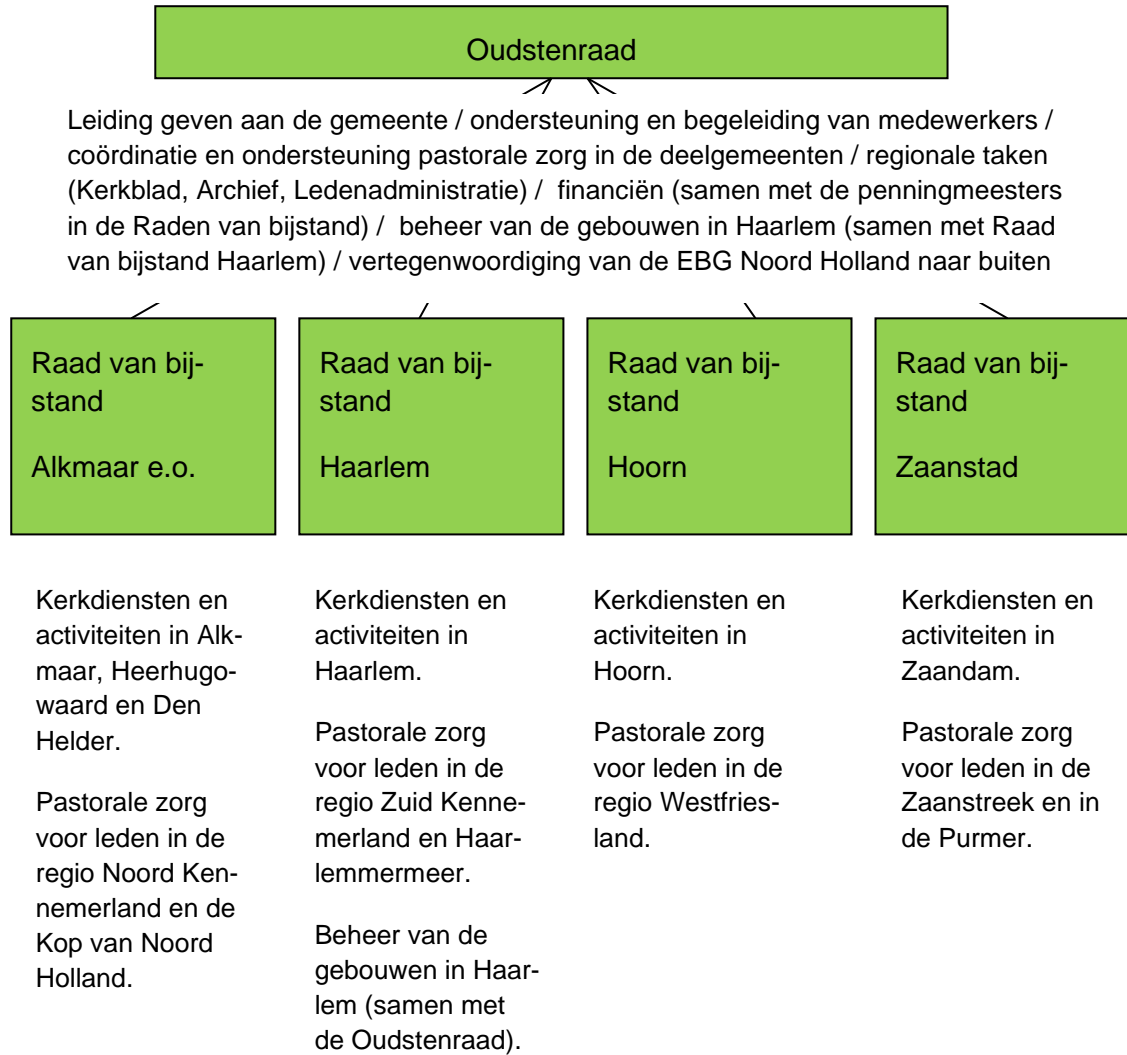 Oudstenraad
Leiding geven aan de gemeente / ondersteuning en begeleiding van medewerkers /
coördinatie en ondersteuning pastorale zorg in de deelgemeenten / regionale taken
(Kerkblad, Archief, Ledenadministratie) / financiën (samen met de penningmeesters
in de Raden van bijstand) / beheer van de gebouwen in Haarlem (samen met Raad
van bijstand Haarlem) / vertegenwoordiging van de EBG Noord Holland naar buiten
Raad van bij-
stand
Alkmaar e.o.
Raad van bij-
stand
Haarlem
Raad van bij-
stand
Hoorn
Raad van bij-
stand
Zaanstad
Kerkdiensten en
activiteiten in Alk-
maar, Heerhugo-
waard en Den
Helder.
Pastorale zorg
voor leden in de
regio Noord Ken-
nemerland en de
Kop van Noord
Holland.
Kerkdiensten en
activiteiten in
Haarlem.
Pastorale zorg
voor leden in de
regio Zuid Kenne-
merland en Haar-
lemmermeer.
Beheer van de
gebouwen in Haar-
lem (samen met
de Oudstenraad).
Kerkdiensten en
activiteiten in
Hoorn.
Pastorale zorg
voor leden in de
regio Westfries-
land.
Kerkdiensten en
activiteiten in
Zaandam.
Pastorale zorg
voor leden in de
Zaanstreek en in
de Purmer.